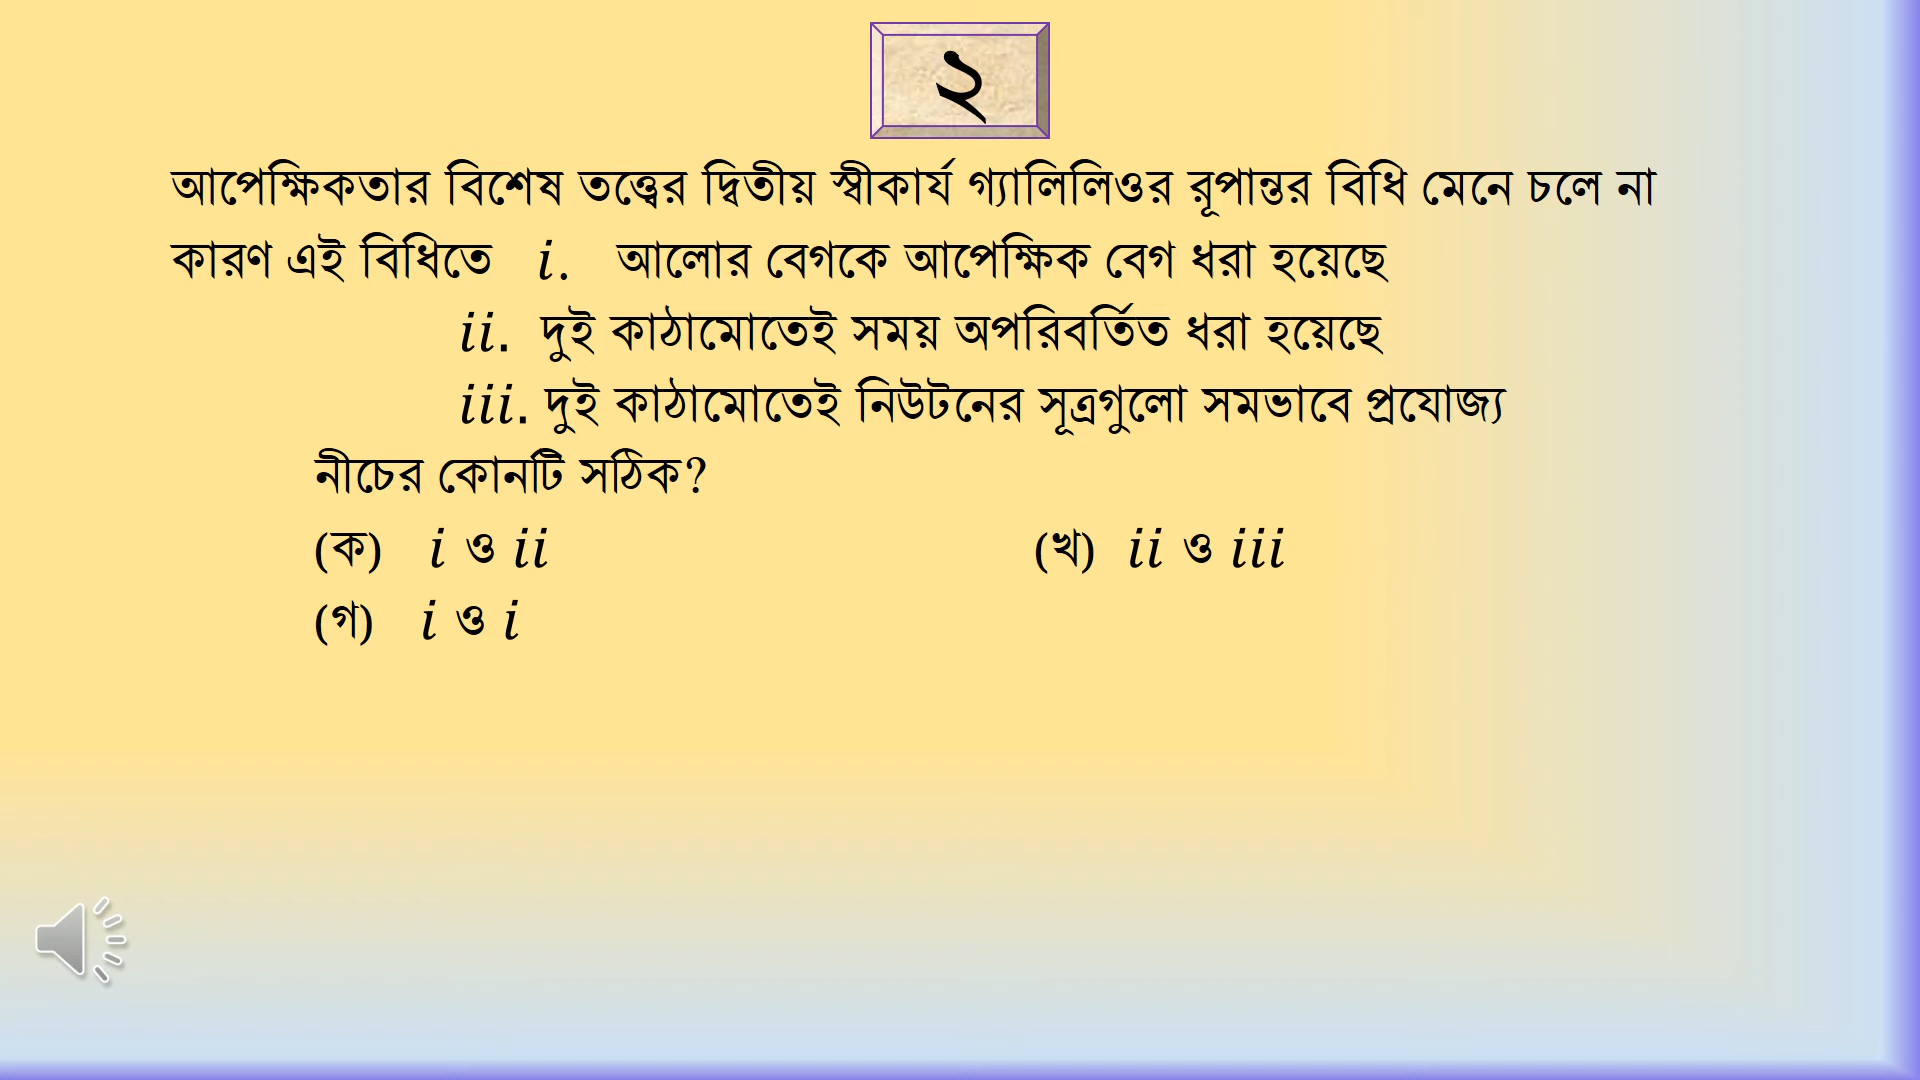 ২
আপেক্ষিকতার বিশেষ তত্ত্বের দ্বিতীয় স্বীকার্য গ্যালিলিওর রূপান্তর বিধি মেনে চলে না
কারণ এই বিধিতে i. আলোর বেগকে আপেক্ষিক বেগ ধরা হয়েছে
ii. দুই কাঠামোতেই সময় অপরিবর্তিত ধরা হয়েছে
iii. দুই কাঠামোতেই নিউটনের সূত্রগুলো সমভাবে প্রযোজ্য
নীচের কোনটি সঠিক?
(ক) i ও ii (খ) ii ও iii
(গ) i ও i